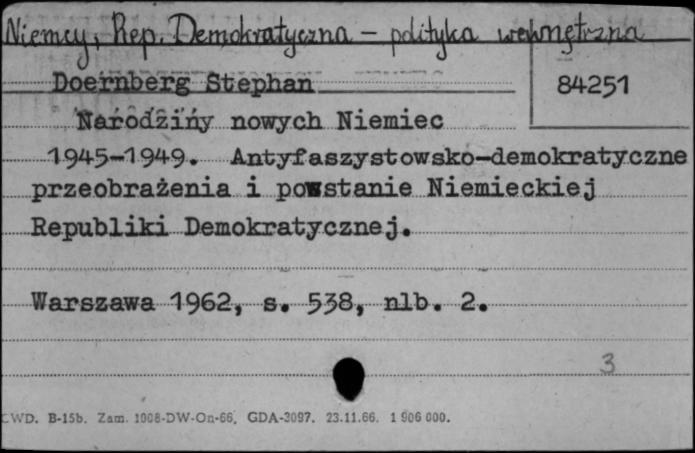 Niemcy, Rep. Demokratyczna – polityka wewnętrzna
Doernberg Stephan
84251
Narodziny nowych Niemiec
1945-1949. Antyfaszystowsko-demokratyczne
przeobrażenia i powstanie Niemieckiej
Republiki Demokratycznej.
Warszawa 1962, s. 538, nlb. 2.
3
CWD. B-15b. Zam. 1008-DW-On-66. GDA-3097. 23.11.66. 1 906 000.